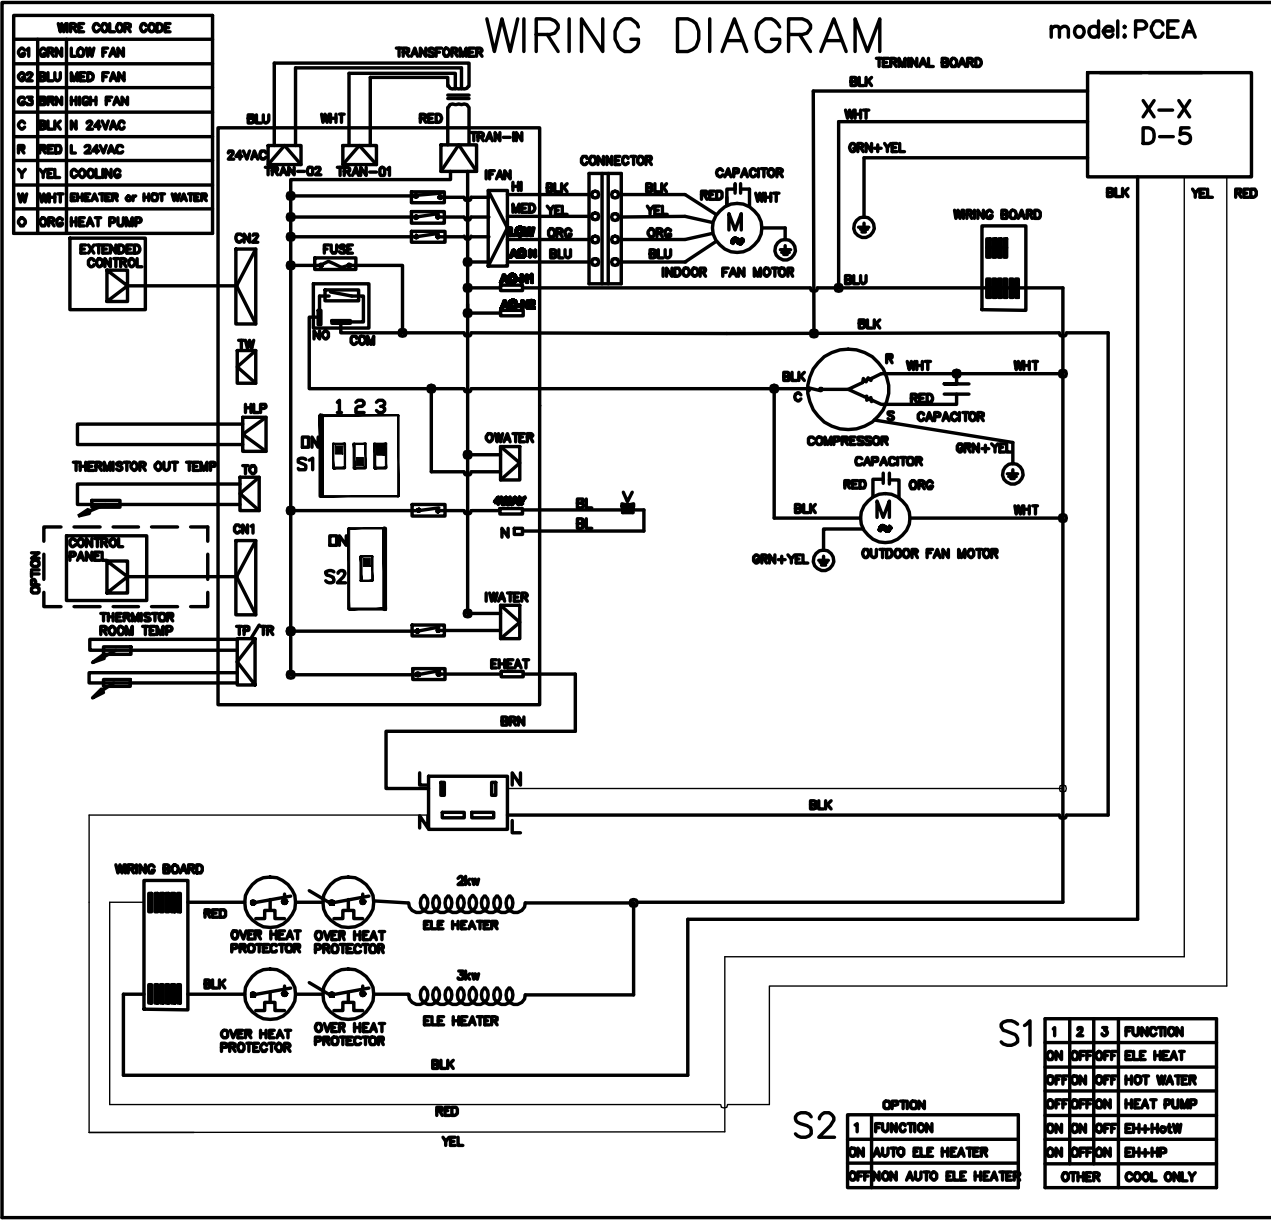 WIRING DIAGRAM
model: PCEA
WIRE COLOR CODE
G1 GRN LOW FAN
G2 BLU MED FAN
G3 BRN HIGH FAN
C BLK N 24VAC
R RED L 24VAC
Y YEL COOLING
W WHT EHEATER or HOT WATER
O ORG HEAT PUMP
TRANSFORMER
BLU
WHT
RED
24VAC
TRAN-02
TRAN-01
TRAN-IN
TERMINAL BOARD
BLK
WHT
GRN+YEL
X-X
D-5
BLK
YEL
RED
EXTENDED
CONTROL
CN2
FUSE
NO
COM
IFAN
HI
MED
LOW
BLK
YEL
ORG
BLU
CONNECTOR
BLK
YEL
ORG
BLU
CAPACITOR
RED
WHT
M
~
INDOOR FAN MOTOR
WIRING BOARD
BLU
BLK
TW
HLP
1 2 3
ON
S1
THERMISTOR OUT TEMP
TO
CN1
OPTION
CONTROL
PANEL
ON
S2
THERMISTOR
ROOM TEMP
TP/TR
OWATER
4WAY
N
BL
BL
V
IWATER
EHEAT
BRN
BLK
C
R
S
WHT
WHT
RED
CAPACITOR
COMPRESSOR
GRN+YEL
CAPACITOR
RED
ORG
BLK
M
~
WHT
GRN+YEL
OUTDOOR FAN MOTOR
L
N
N
L
BLK
WIRING BOARD
RED
OVER HEAT
PROTECTOR
OVER HEAT
PROTECTOR
2kw
ELE HEATER
BLK
OVER HEAT
PROTECTOR
OVER HEAT
PROTECTOR
3kw
ELE HEATER
BLK
RED
YEL
S1
1 2 3 FUNCTION
ON OFF OFF ELE HEAT
OFF ON OFF HOT WATER
OFF OFF ON HEAT PUMP
ON ON OFF EH+HotW
ON OFF ON EH+HP
OTHER COOL ONLY
S2
OPTION
1 FUNCTION
ON AUTO ELE HEATER
OFF NON AUTO ELE HEATER